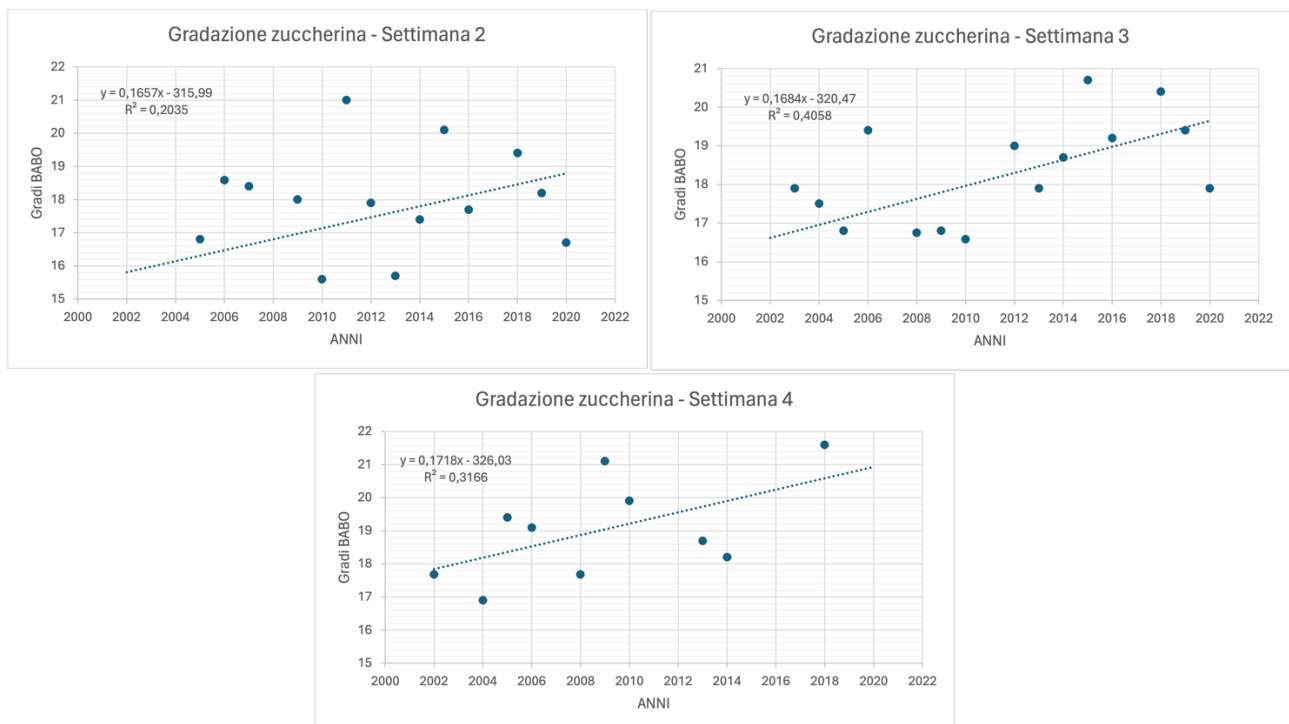 Gradazione zuccherina - Settimana 2
y = 0,1657x - 315,99
R² = 0,2035
Gradi BABO
22
21
20
19
18
17
16
15
2000 2002 2004 2006 2008 2010 2012 2014 2016 2018 2020 2022
ANNI
Gradazione zuccherina - Settimana 3
y = 0,1684x - 320,47
R² = 0,4058
Gradi BABO
21
20
19
18
17
16
15
2000 2002 2004 2006 2008 2010 2012 2014 2016 2018 2020 2022
ANNI
Gradazione zuccherina - Settimana 4
y = 0,1718x - 326,03
R² = 0,3166
Gradi BABO
22
21
20
19
18
17
16
15
2000 2002 2004 2006 2008 2010 2012 2014 2016 2018 2020 2022
ANNI